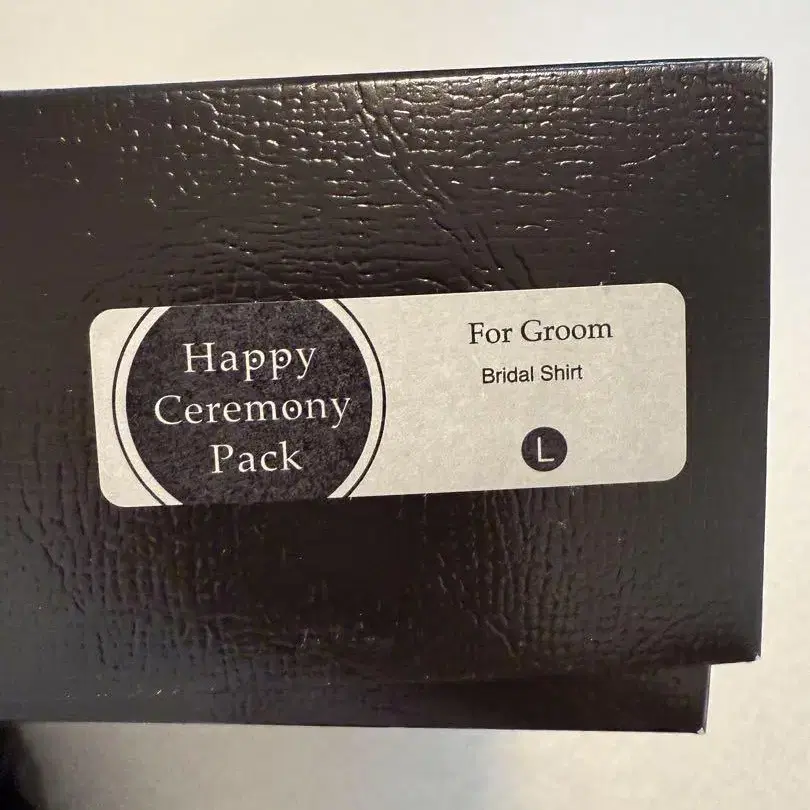 Happy
Ceremony
Pack
For Groom
Bridal Shirt
L